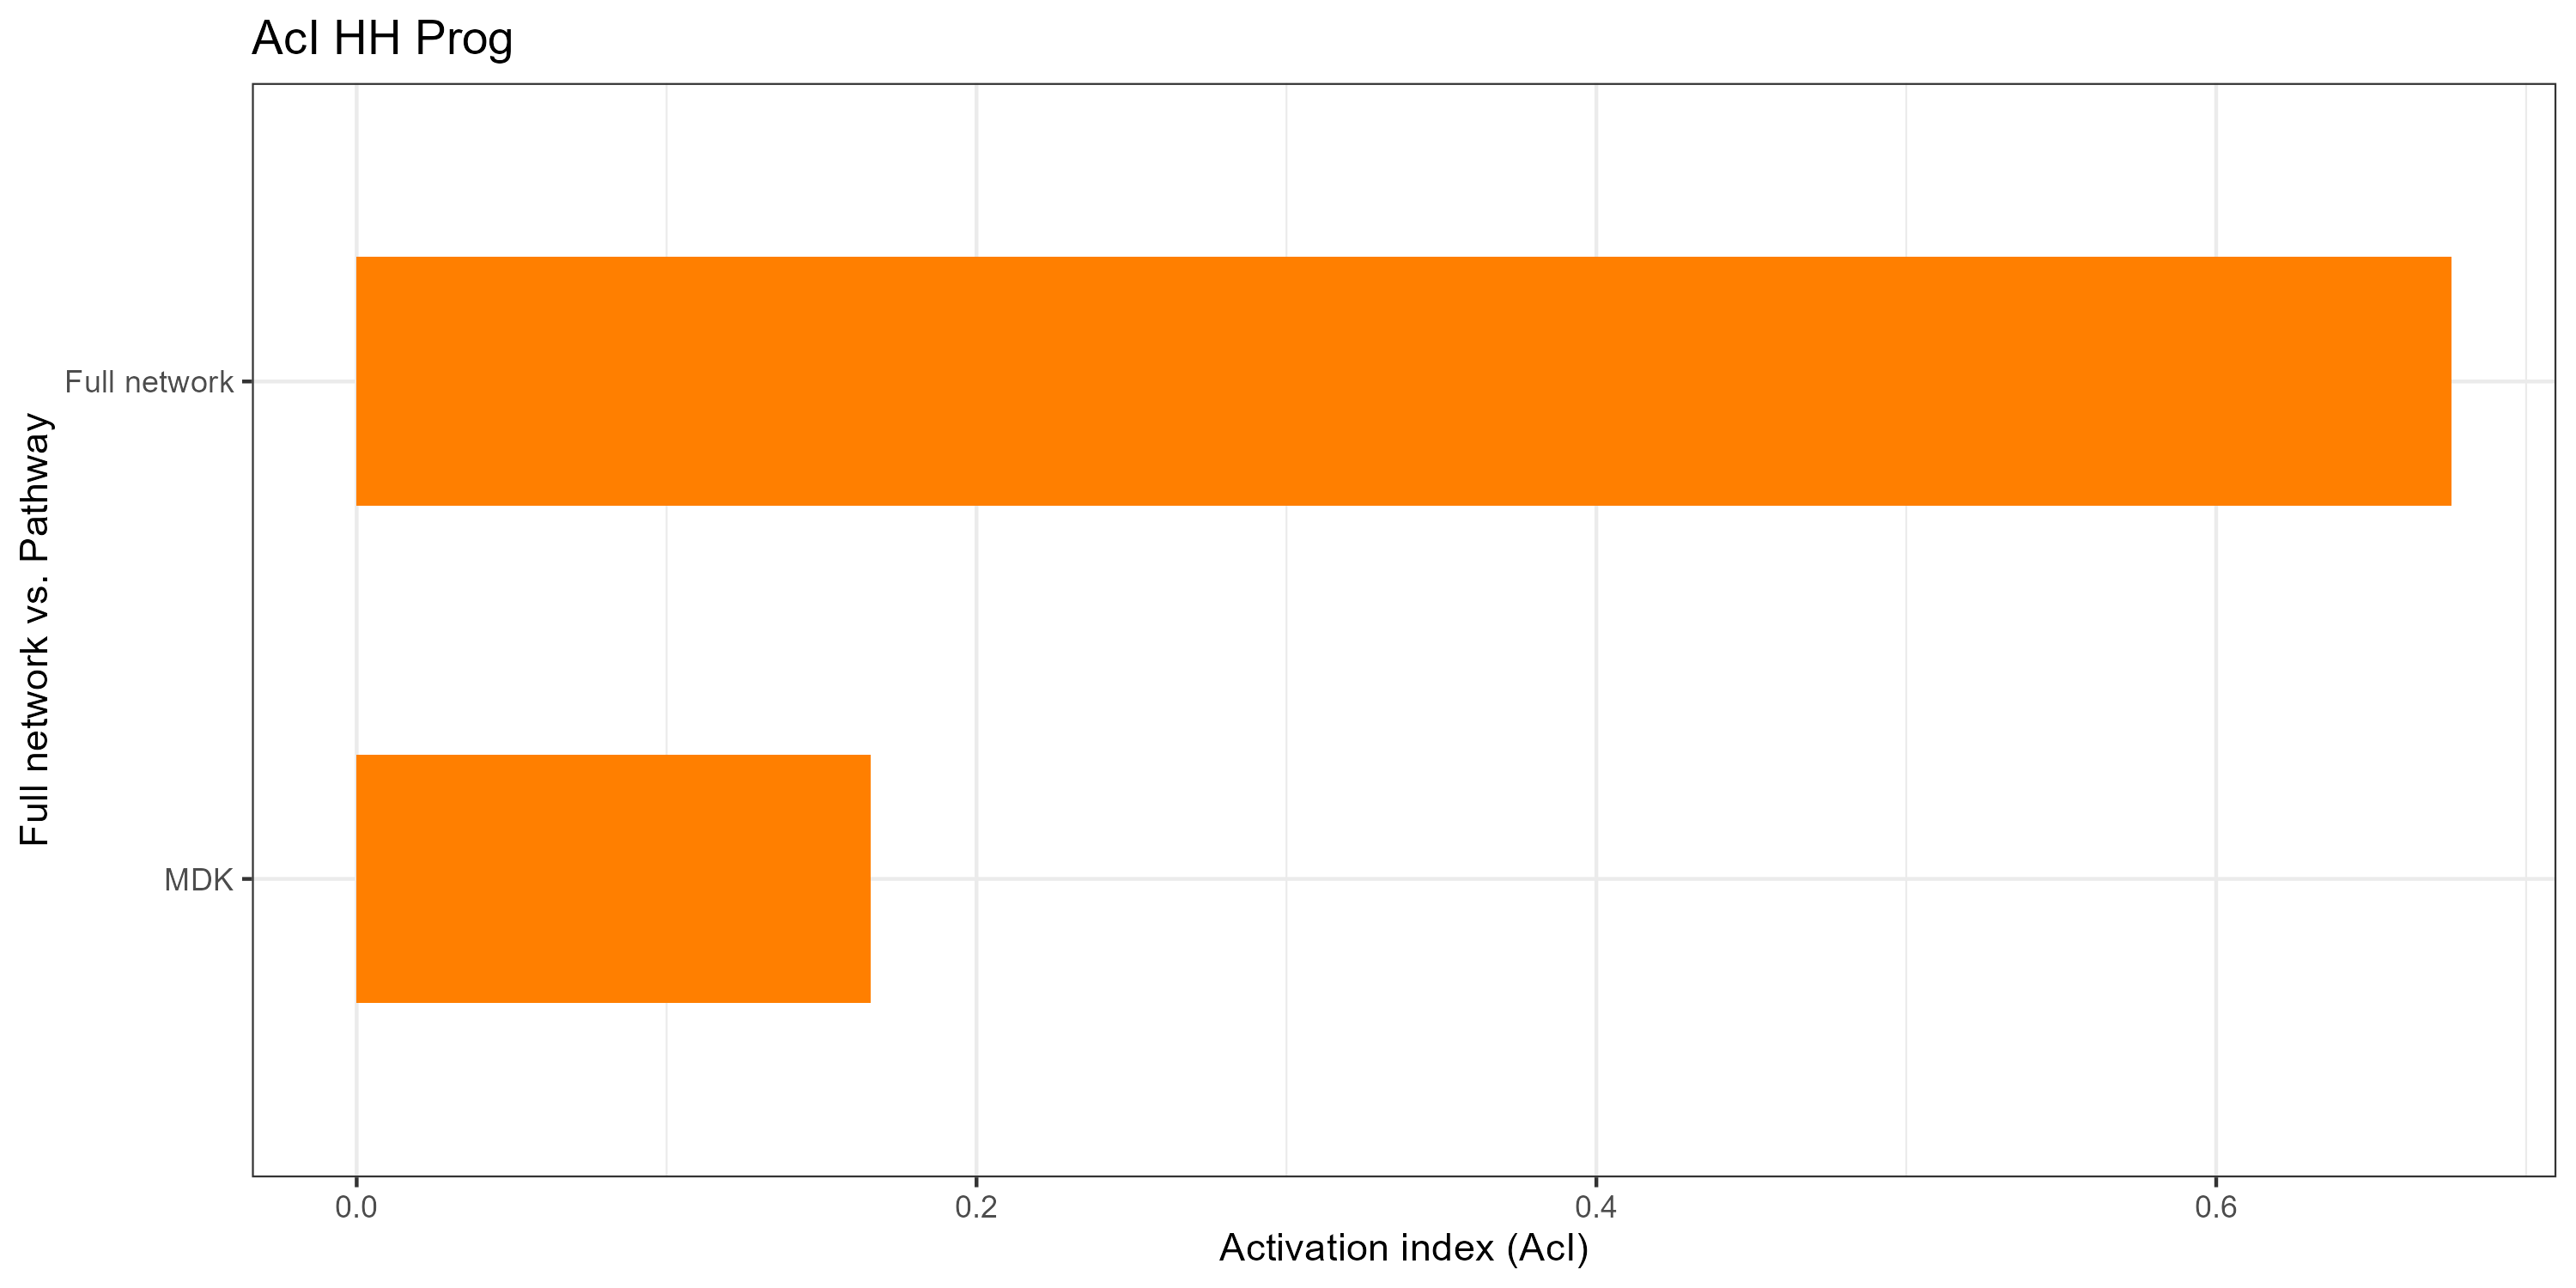 AcI HH Prog
Full network vs. Pathway
Full network
MDK
0.0
0.2
0.4
0.6
Activation index (AcI)